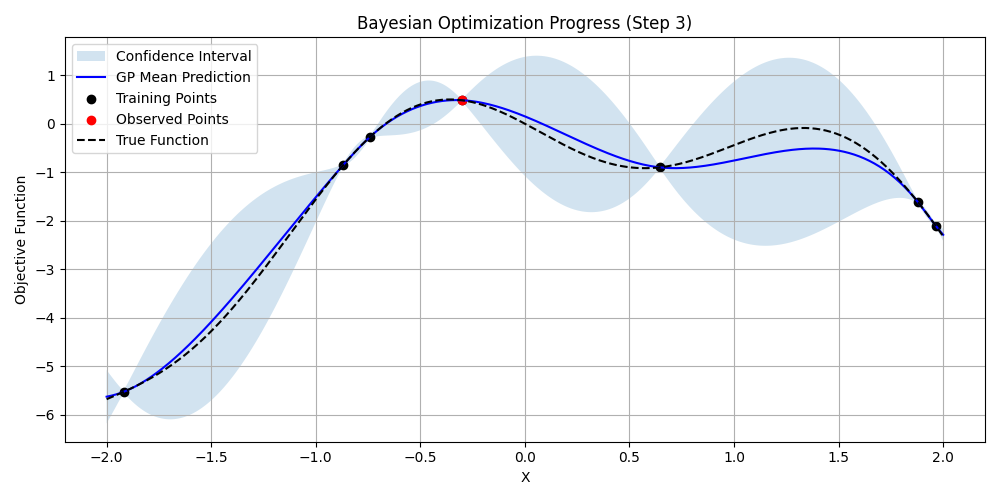 Bayesian Optimization Progress (Step 3)
Confidence Interval
GP Mean Prediction
Training Points
Observed Points
True Function
Objective Function
1
0
−1
−2
−3
−4
−5
−6
−2.0 −1.5 −1.0 −0.5 0.0 0.5 1.0 1.5 2.0
X